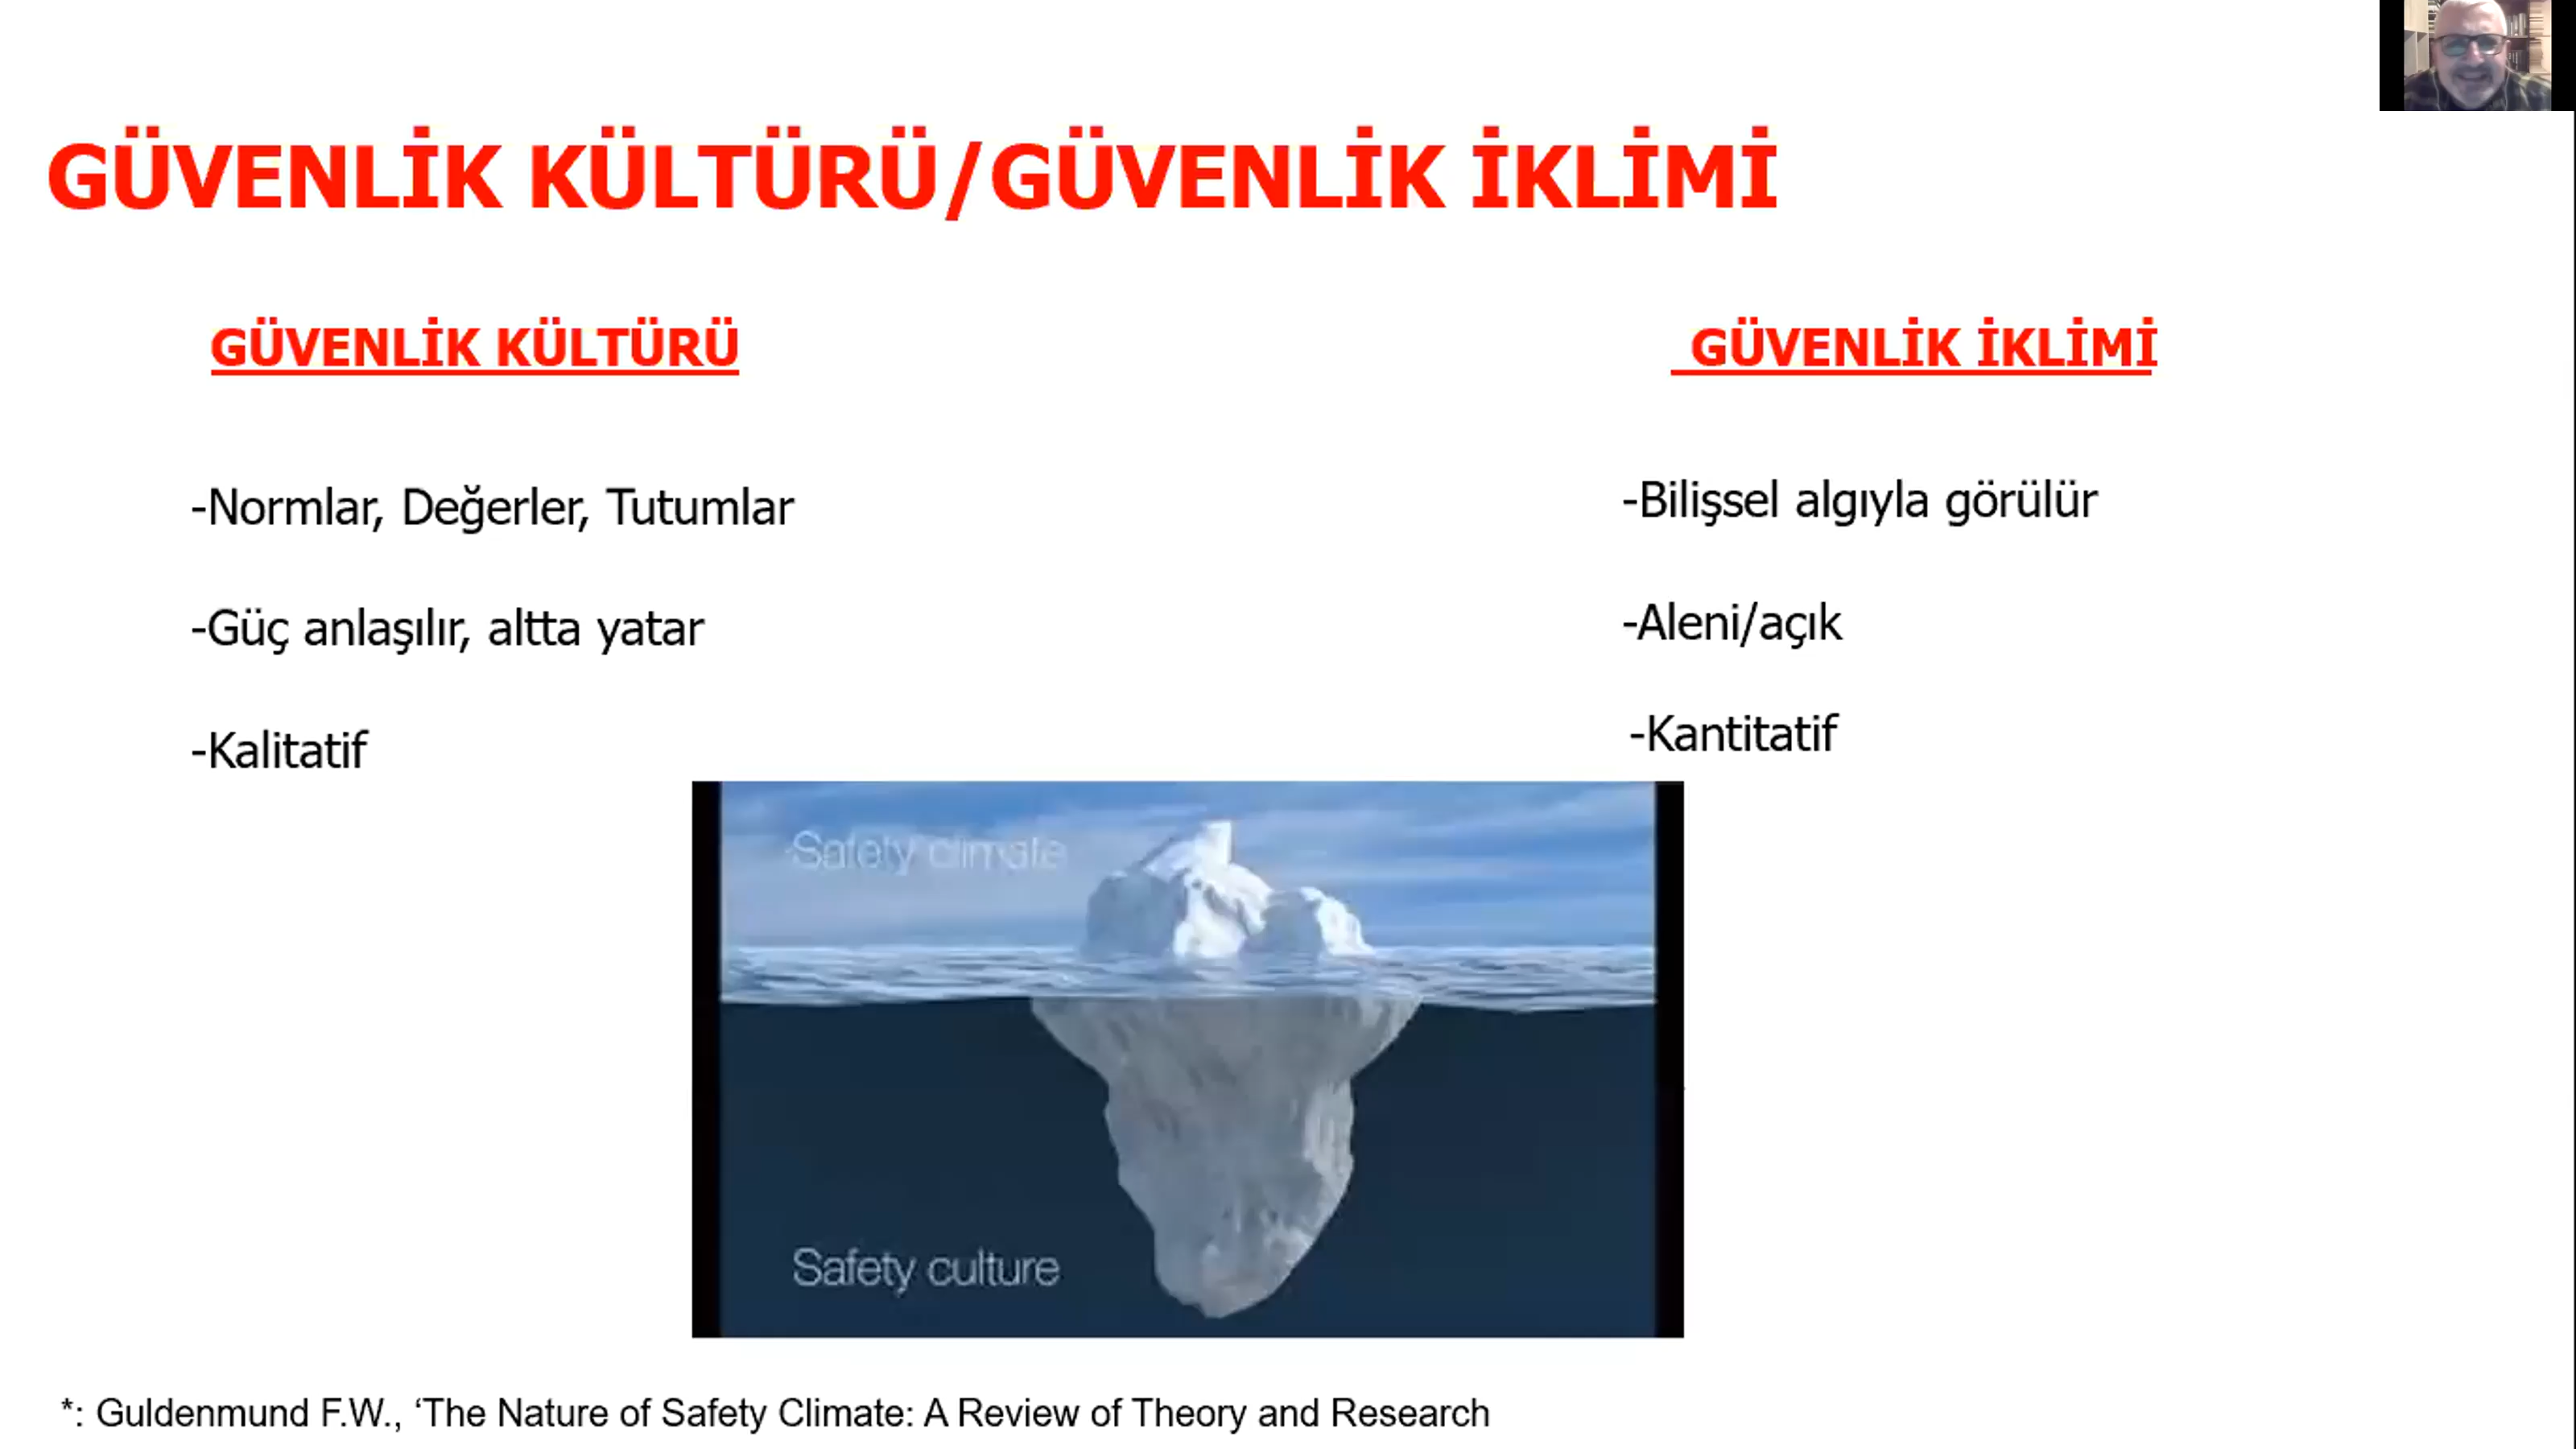 GÜVENLİK KÜLTÜRÜ/GÜVENLİK İKLİMİ
GÜVENLİK KÜLTÜRÜ
-Normlar, Değerler, Tutumlar
-Güç anlaşılır, altta yatar
-Kalitatif
GÜVENLİK İKLİMİ
-Bilişsel algıyla görülür
-Aleni/açık
-Kantitatif
Safety climate
Safety culture
*: Guldenmund F.W., ‘The Nature of Safety Climate: A Review of Theory and Research